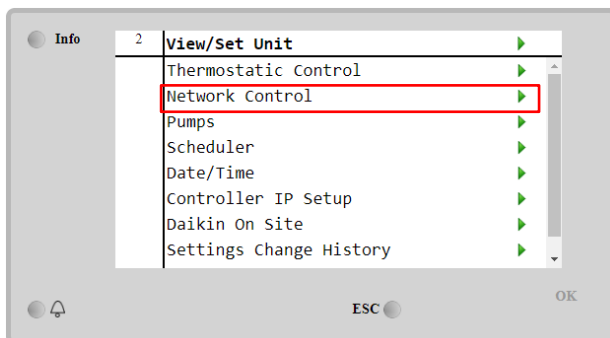 Info
2 View/Set Unit
Thermostatic Control
Network Control
Pumps
Scheduler
Date/Time
Controller IP Setup
Daikin On Site
Settings Change History
OK
ESC